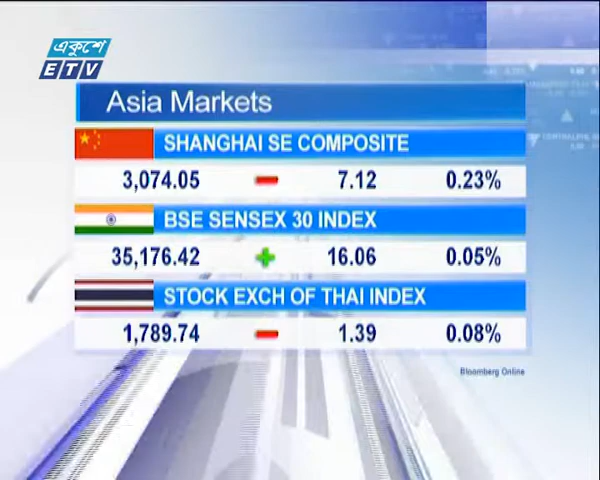 একুশে
ETV
Asia Markets
SHANGHAI SE COMPOSITE
3,074.05 - 7.12 0.23%
BSE SENSEX 30 INDEX
35,176.42 + 16.06 0.05%
STOCK EXCH OF THAI INDEX
1,789.74 - 1.39 0.08%
Bloomberg Online